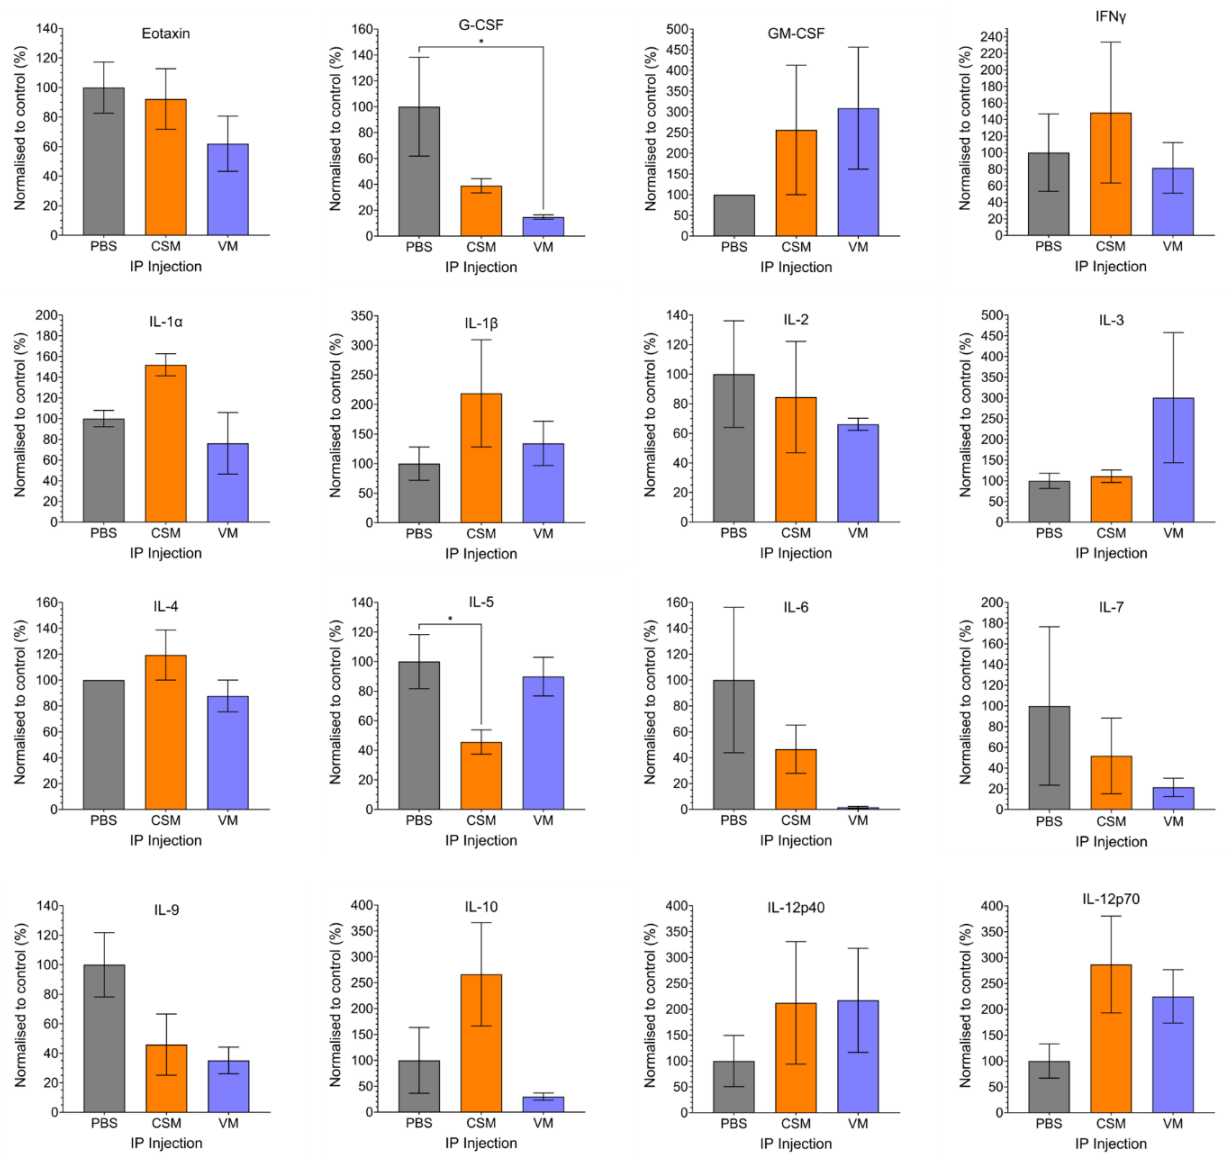 Eotaxin
Normalised to control (%)
140
120
100
80
60
40
20
0
PBS CSM VM
IP Injection
G-CSF
*
Normalised to control (%)
160
140
120
100
80
60
40
20
0
PBS CSM VM
IP Injection
GM-CSF
Normalised to control (%)
500
450
400
350
300
250
200
150
100
50
0
PBS CSM VM
IP Injection
IFNγ
Normalised to control (%)
240
220
200
180
160
140
120
100
80
60
40
20
0
PBS CSM VM
IP Injection
IL-1α
Normalised to control (%)
200
180
160
140
120
100
80
60
40
20
0
PBS CSM VM
IP Injection
IL-1β
Normalised to control (%)
350
300
250
200
150
100
50
0
PBS CSM VM
IP Injection
IL-2
Normalised to control (%)
140
120
100
80
60
40
20
0
PBS CSM VM
IP Injection
IL-3
Normalised to control (%)
500
450
400
350
300
250
200
150
100
50
0
PBS CSM VM
IP Injection
IL-4
Normalised to control (%)
160
140
120
100
80
60
40
20
0
PBS CSM VM
IP Injection
IL-5
*
Normalised to control (%)
140
120
100
80
60
40
20
0
PBS CSM VM
IP Injection
IL-6
Normalised to control (%)
160
140
120
100
80
60
40
20
0
PBS CSM VM
IP Injection
IL-7
Normalised to control (%)
200
180
160
140
120
100
80
60
40
20
0
PBS CSM VM
IP Injection
IL-9
Normalised to control (%)
140
120
100
80
60
40
20
0
PBS CSM VM
IP Injection
IL-10
Normalised to control (%)
400
350
300
250
200
150
100
50
0
PBS CSM VM
IP Injection
IL-12p40
Normalised to control (%)
400
350
300
250
200
150
100
50
0
PBS CSM VM
IP Injection
IL-12p70
Normalised to control (%)
400
350
300
250
200
150
100
50
0
PBS CSM VM
IP Injection